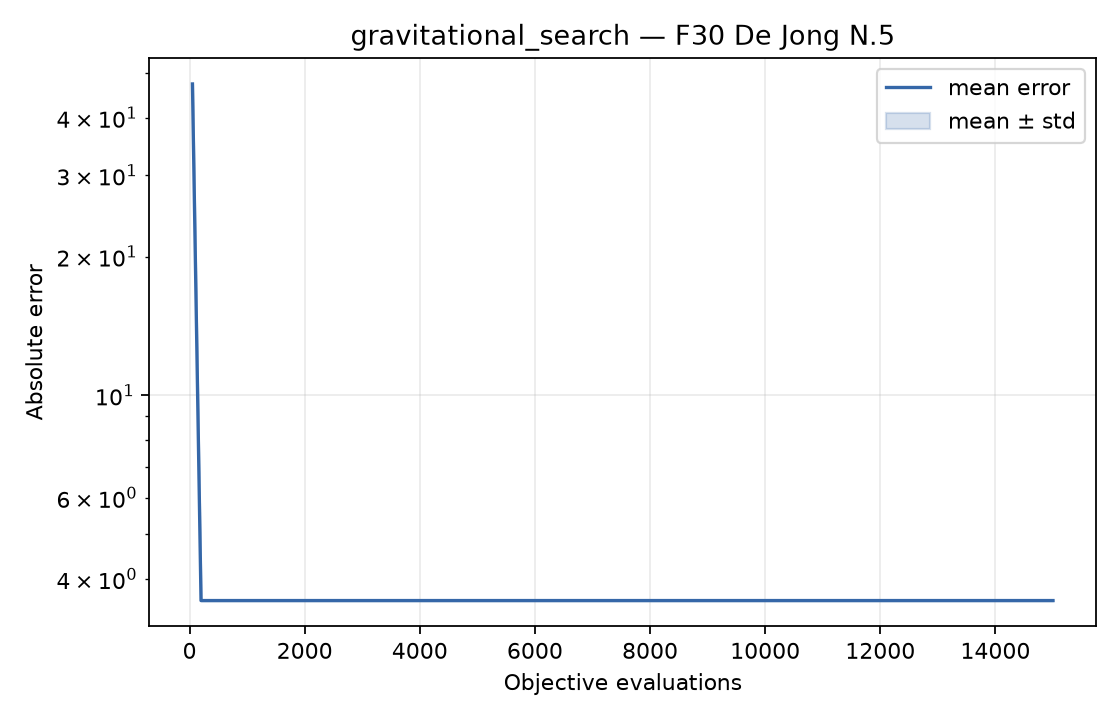 gravitational_search — F30 De Jong N.5
mean error
mean ± std
4 × 10¹
3 × 10¹
2 × 10¹
10¹
6 × 10⁰
4 × 10⁰
Absolute error
0 2000 4000 6000 8000 10000 12000 14000
Objective evaluations